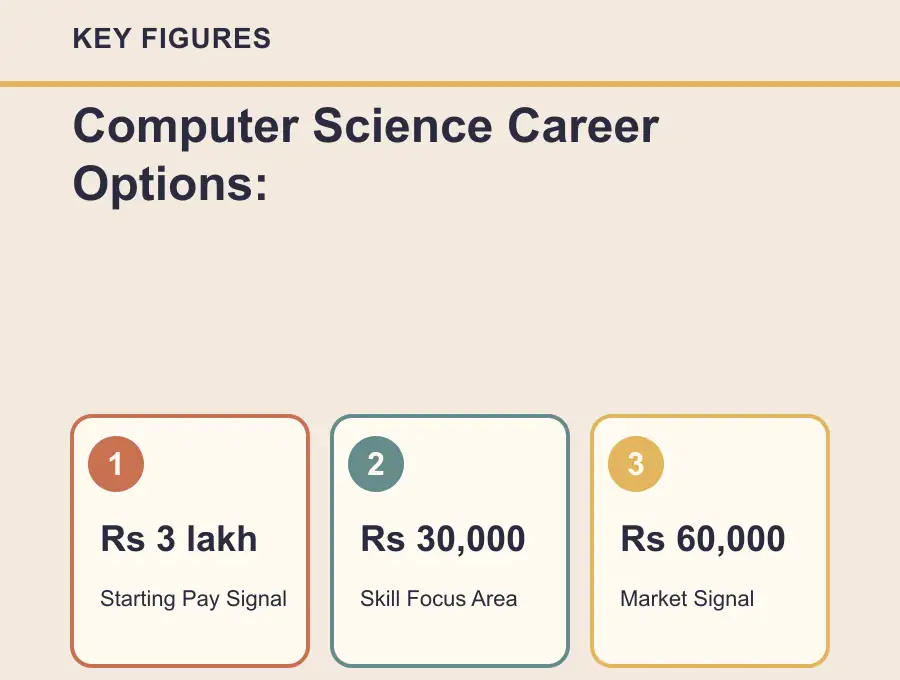 KEY FIGURES
Computer Science Career
Options:
1
Rs 3 lakh
Starting Pay Signal
2
Rs 30,000
Skill Focus Area
3
Rs 60,000
Market Signal